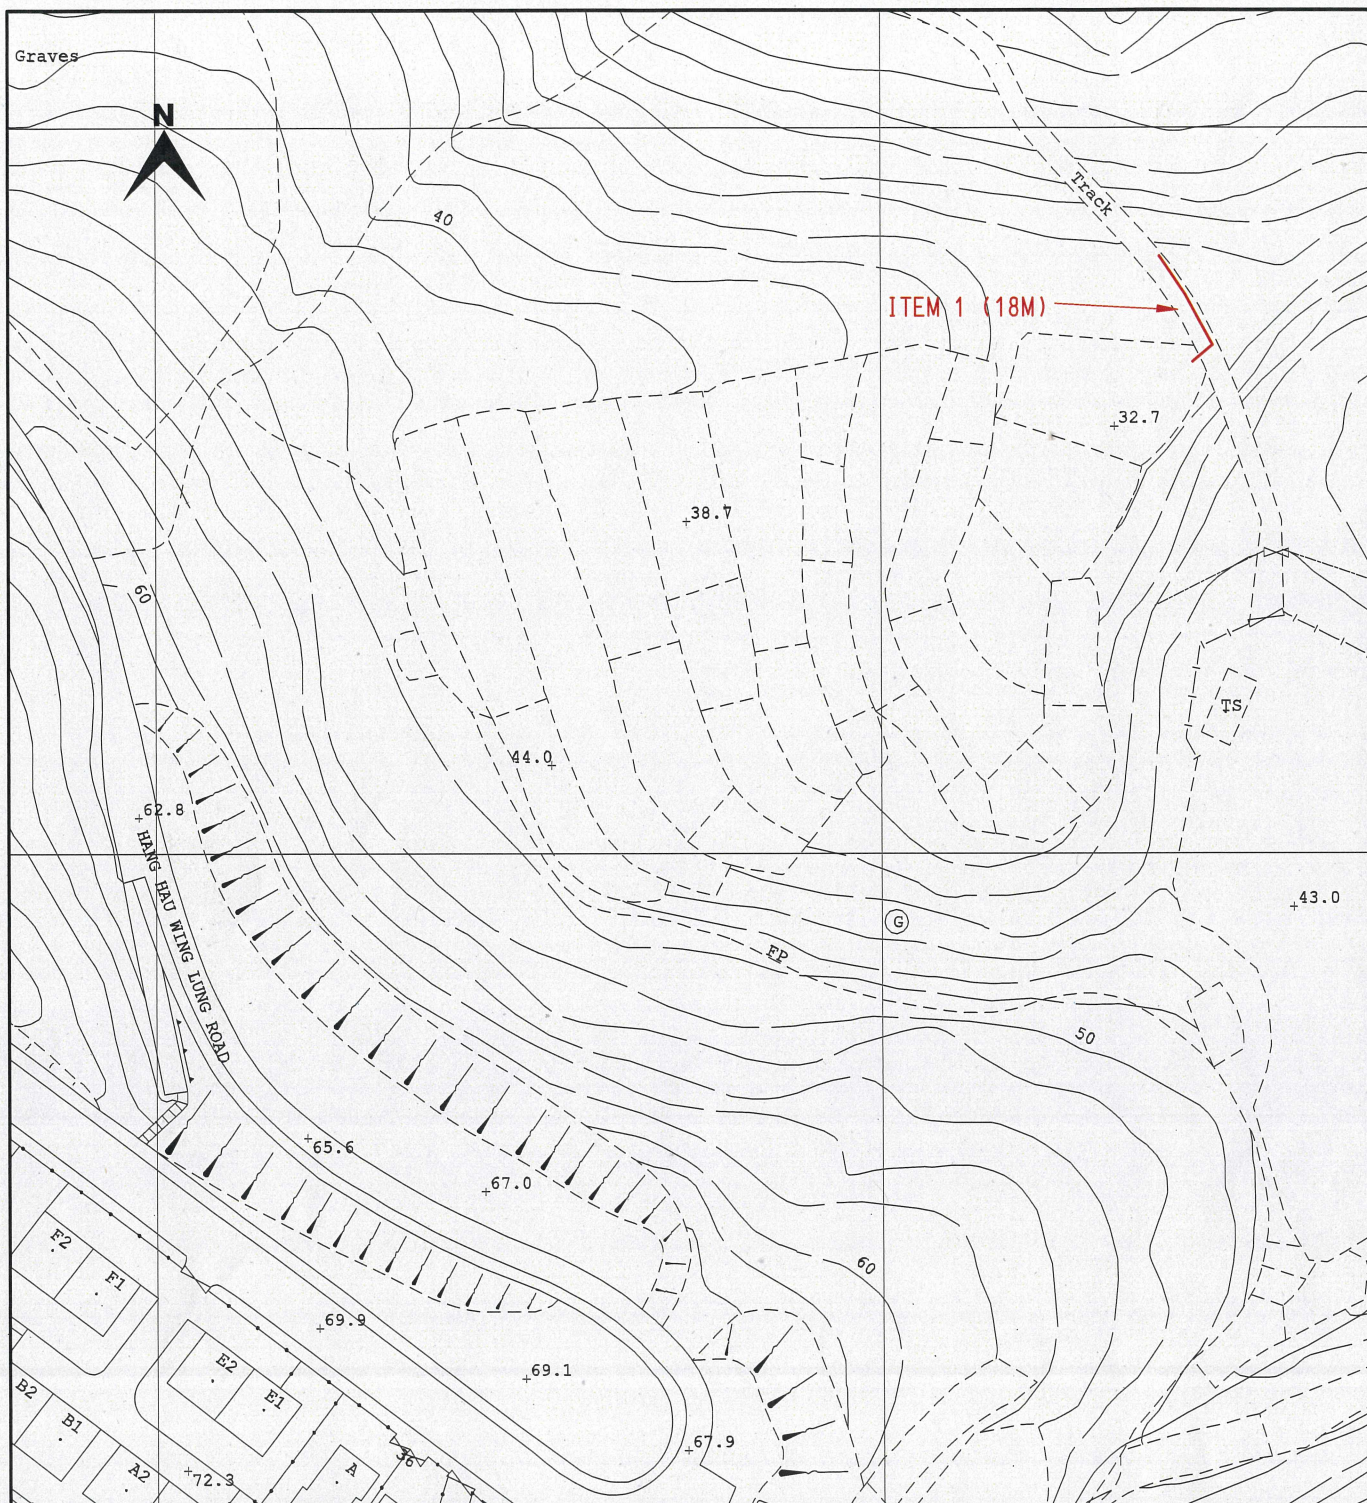 Graves
N
40
Track
ITEM 1 (18M)
32.7
38.7
60
TS
44.0
62.8
HANG HAU WING LUNG ROAD
43.0
G
FP
50
65.6
67.0
60
F2
F1
69.9
E2
69.1
E1
B2
B1
67.9
A2
72.3
A
36